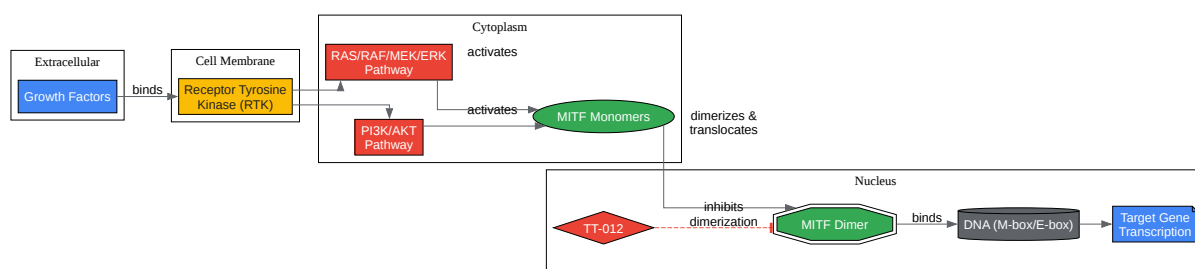 Cytoplasm
Extracellular
Growth Factors
binds
Cell Membrane
Receptor Tyrosine
Kinase (RTK)
RAS/RAF/MEK/ERK
Pathway
activates
PI3K/AKT
Pathway
activates
MITF Monomers
dimerizes &
translocates
Nucleus
TT-012
inhibits
dimerization
MITF Dimer
binds
DNA (M-box/E-box)
Target Gene
Transcription